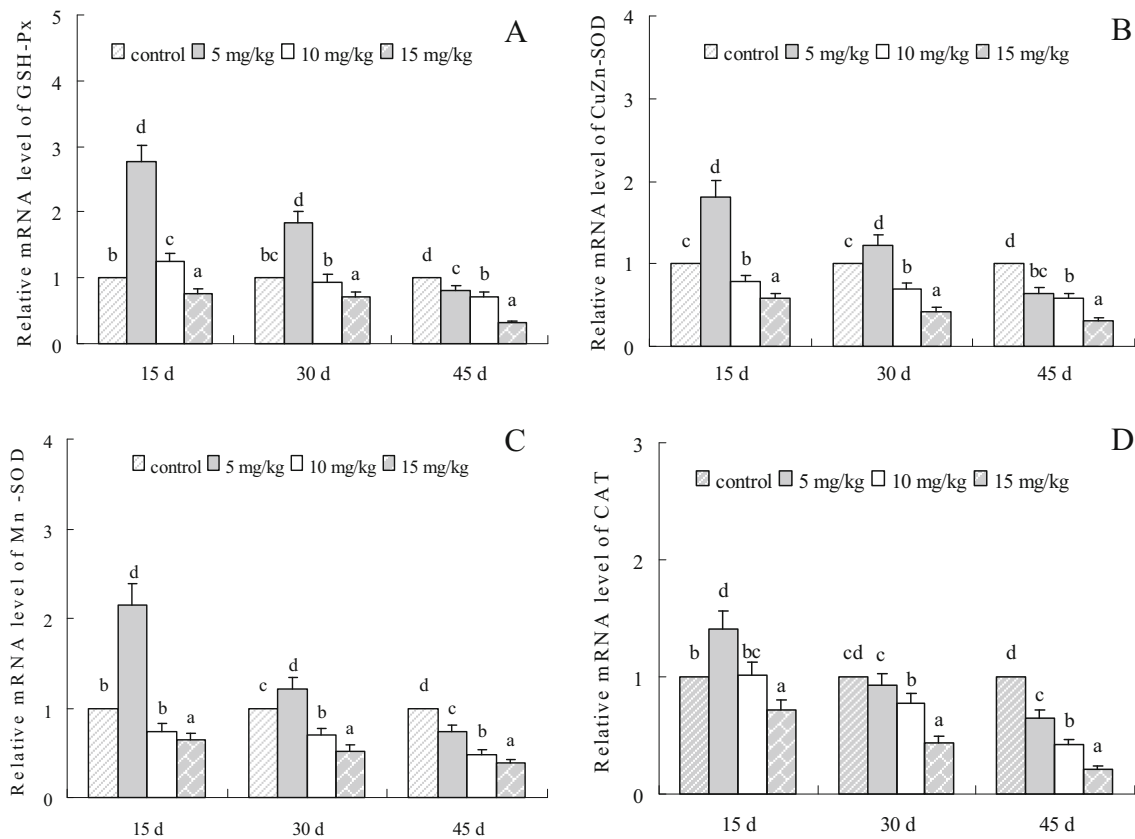 A
Relative mRNA level of GSH-Px
control 5 mg/kg 10 mg/kg 15 mg/kg
5
4
3
2
1
0
b d c a
bc d b a
d c b a
15 d 30 d 45 d
B
Relative mRNA level of CuZn-SOD
control 5 mg/kg 10 mg/kg 15 mg/kg
4
3
2
1
0
c d b a
c d b a
d bc b a
15 d 30 d 45 d
C
Relative mRNA level of Mn -SOD
control 5 mg/kg 10 mg/kg 15 mg/kg
4
3
2
1
0
b d b a
c d b a
d c b a
15 d 30 d 45 d
D
Relative mRNA level of CAT
control 5 mg/kg 10 mg/kg 15 mg/kg
3
2
1
0
b d bc a
cd c b a
d c b a
15 d 30 d 45 d